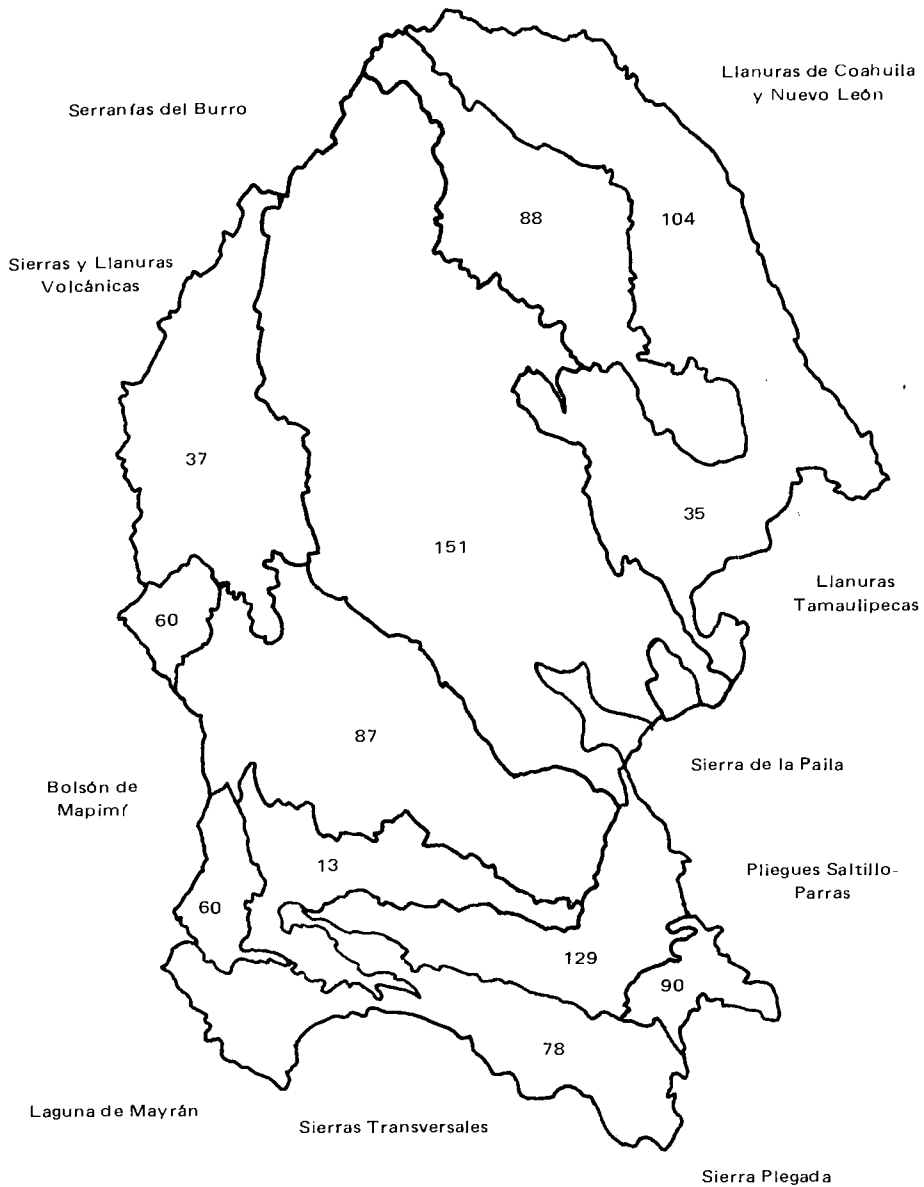 Llanuras de Coahuila
y Nuevo León
Serranías del Burro
88
104
Sierras y Llanuras
Volcánicas
37
35
151
Llanuras
Tamaulipecas
60
87
Sierra de la Paila
Bolsón de
Mapimí
13
Pliegues Saltillo-
Parras
60
129
90
78
Laguna de Mayrán
Sierras Transversales
Sierra Plegada